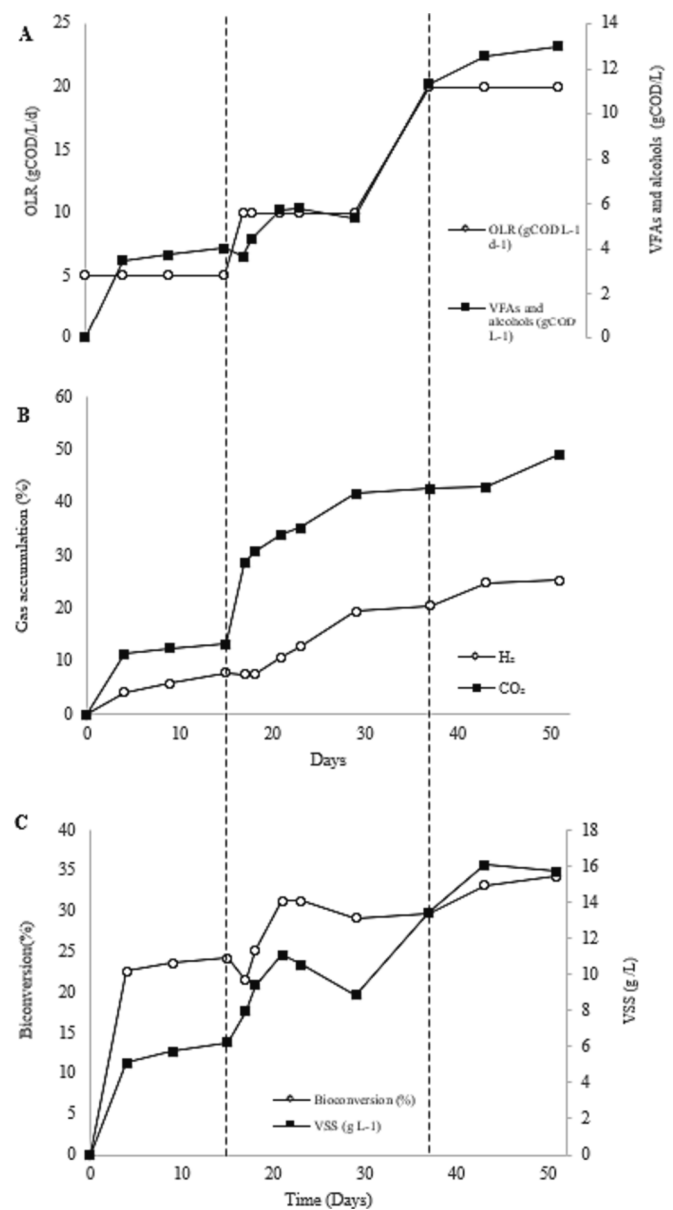 A
25
20
15
10
5
0
OLR (gCOD/L/d)
14
12
10
8
6
4
2
0
VFAs and alcohols (gCOD/L)
OLR (gCOD L-1
d-1)
VFAs and
alcohols (gCOD
L-1)
B
60
50
40
30
20
10
0
Gas accumulation (%)
H₂
CO₂
0 10 20 30 40 50
Days
C
40
35
30
25
20
15
10
5
0
Biconversion(%)
18
16
14
12
10
8
6
4
2
0
VSS (g /L)
Bioconversion (%)
VSS (g L-1)
0 10 20 30 40 50
Time (Days)